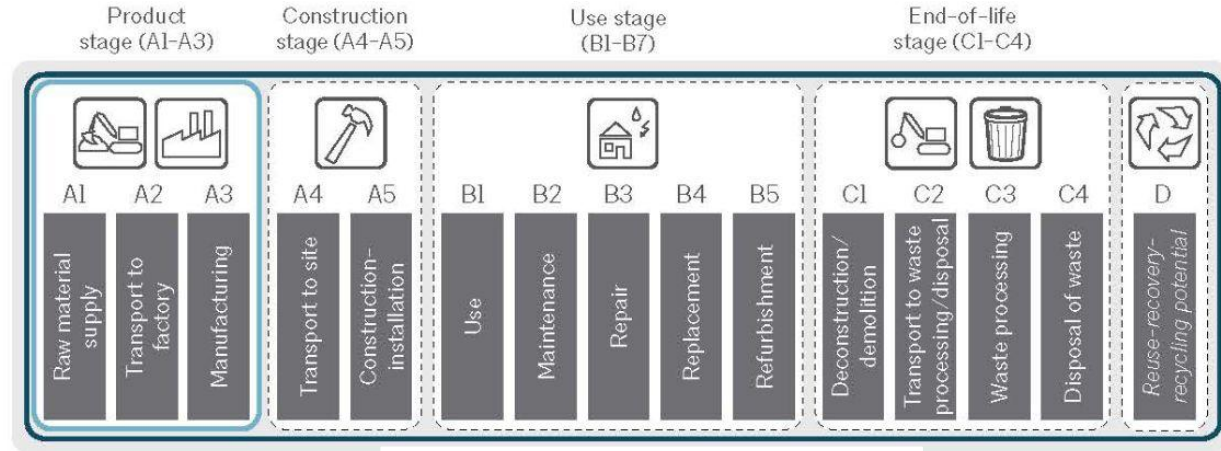 Product
stage (A1-A3)
Construction
stage (A4-A5)
Use stage
(B1-B7)
End-of-life
stage (C1-C4)
A1
A2
A3
A4
A5
B1
B2
B3
B4
B5
C1
C2
C3
C4
D
Raw material
supply
Transport to
factory
Manufacturing
Transport to site
Construction-
installation
Use
Maintenance
Repair
Replacement
Refurbishment
Deconstruction/
demolition
Transport to waste
processing/disposal
Waste processing
Disposal of waste
Reuse-recovery-
recycling potential